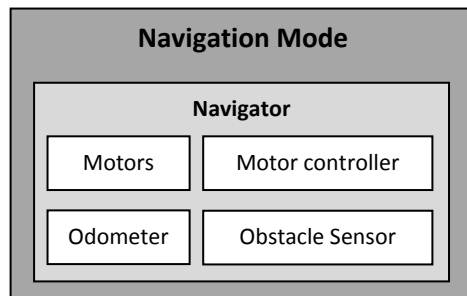 Navigation Mode
Navigator
Motors
Motor controller
Odometer
Obstacle Sensor